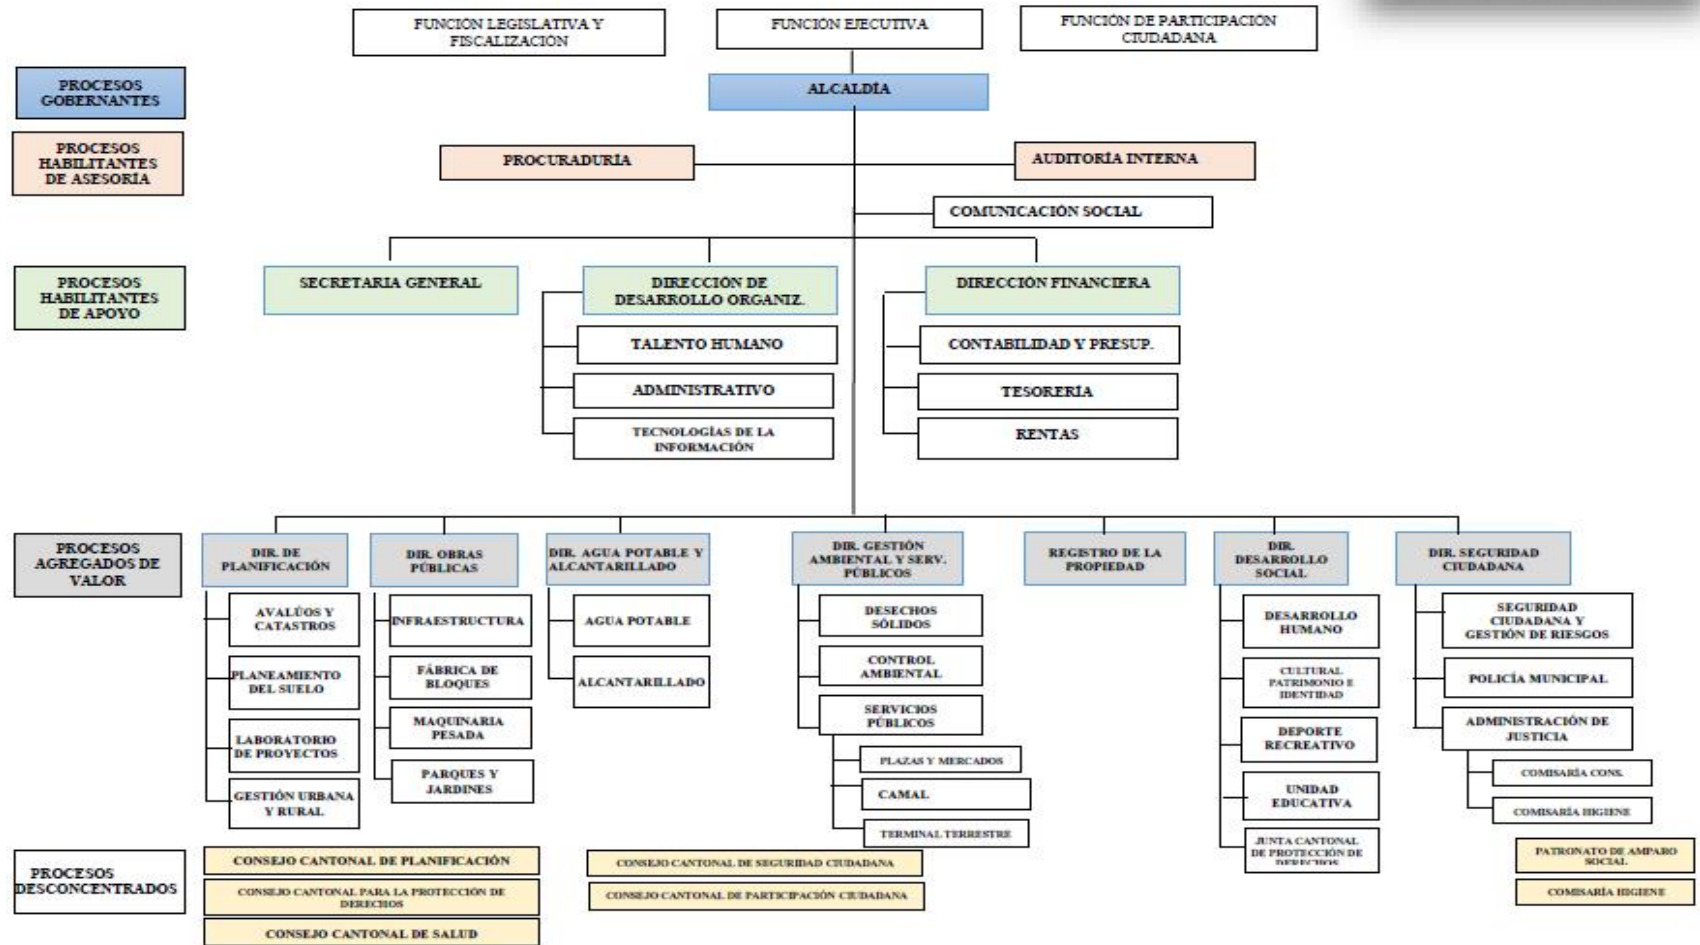 FUNCIÓN LEGISLATIVA Y
FISCALIZACIÓN
FUNCIÓN EJECUTIVA
FUNCIÓN DE PARTICIPACIÓN
CIUDADANA
PROCESOS
GOBERNANTES
ALCALDÍA
PROCESOS
HABILITANTES
DE ASESORÍA
PROCURADURÍA
AUDITORÍA INTERNA
COMUNICACIÓN SOCIAL
PROCESOS
HABILITANTES
DE APOYO
SECRETARIA GENERAL
DIRECCIÓN DE
DESARROLLO ORGANIZ.
DIRECCIÓN FINANCIERA
TALENTO HUMANO
ADMINISTRATIVO
TECNOLOGÍAS DE LA
INFORMACIÓN
CONTABILIDAD Y PRESUP.
TESORERÍA
RENTAS
PROCESOS
AGREGADOS DE
VALOR
DIR. DE
PLANIFICACIÓN
AVALÚOS Y
CATASTROS
PLANEAMIENTO
DEL SUELO
LABORATORIO
DE PROYECTOS
GESTIÓN URBANA
Y RURAL
DIR. OBRAS
PÚBLICAS
INFRAESTRUCTURA
FÁBRICA DE
BLOQUES
MAQUINARIA
PESADA
PARQUES Y
JARDINES
DIR. AGUA POTABLE Y
ALCANTARILLADO
AGUA POTABLE
ALCANTARILLADO
DIR. GESTIÓN
AMBIENTAL Y SERV.
PÚBLICOS
DESECHOS
SÓLIDOS
CONTROL
AMBIENTAL
SERVICIOS
PÚBLICOS
PLAZAS Y MERCADOS
CAMAL
TERMINAL TERRESTRE
REGISTRO DE LA
PROPIEDAD
DIR.
DESARROLLO
SOCIAL
DESARROLLO
HUMANO
CULTURAL
PATRIMONIO E
IDENTIDAD
DEPORTE
RECREATIVO
UNIDAD
EDUCATIVA
JUNTA CANTONAL
DE PROTECCIÓN DE
DERECHOS
DIR. SEGURIDAD
CIUDADANA
SEGURIDAD
CIUDADANA Y
GESTIÓN DE RIESGOS
POLICÍA MUNICIPAL
ADMINISTRACIÓN DE
JUSTICIA
COMISARÍA CONS.
COMISARÍA HIGIENE
PROCESOS
DESCONCENTRADOS
CONSEJO CANTONAL DE PLANIFICACIÓN
CONSEJO CANTONAL PARA LA PROTECCIÓN DE
DERECHOS
CONSEJO CANTONAL DE SALUD
CONSEJO CANTONAL DE SEGURIDAD CIUDADANA
CONSEJO CANTONAL DE PARTICIPACIÓN CIUDADANA
PATRONATO DE AMPARO
SOCIAL
COMISARÍA HIGIENE